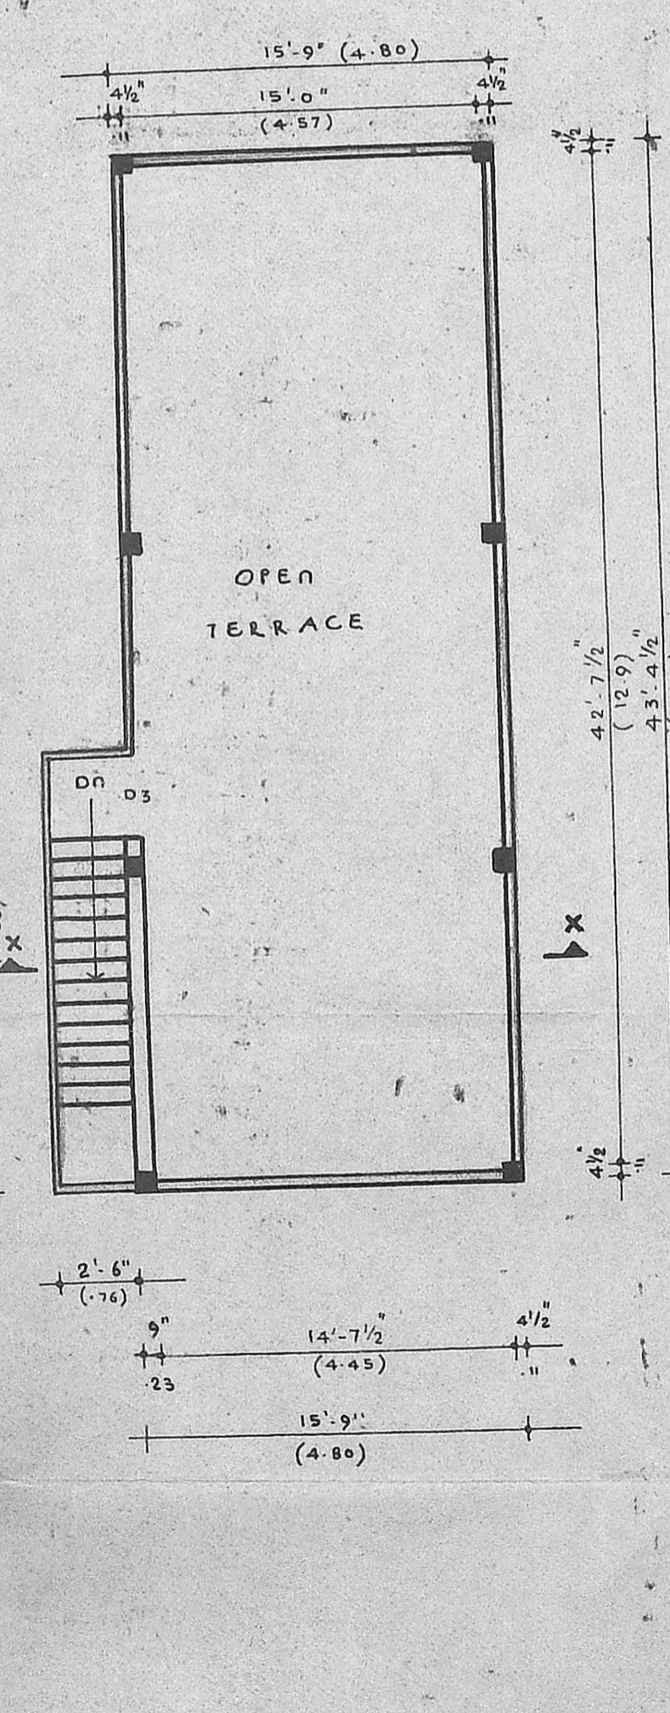 15'-9" (4.80)
4½" 15'-0" 4½"
.11 (4.57) .11
4½" .11
OPEN
TERRACE
42'-7½"
(12.9)
43'-4½"
DN D3
X X
4½" .11
2'-6"
(.76)
9" 14'-7½" 4½"
.23 (4.45) .11
15'-9"
(4.80)